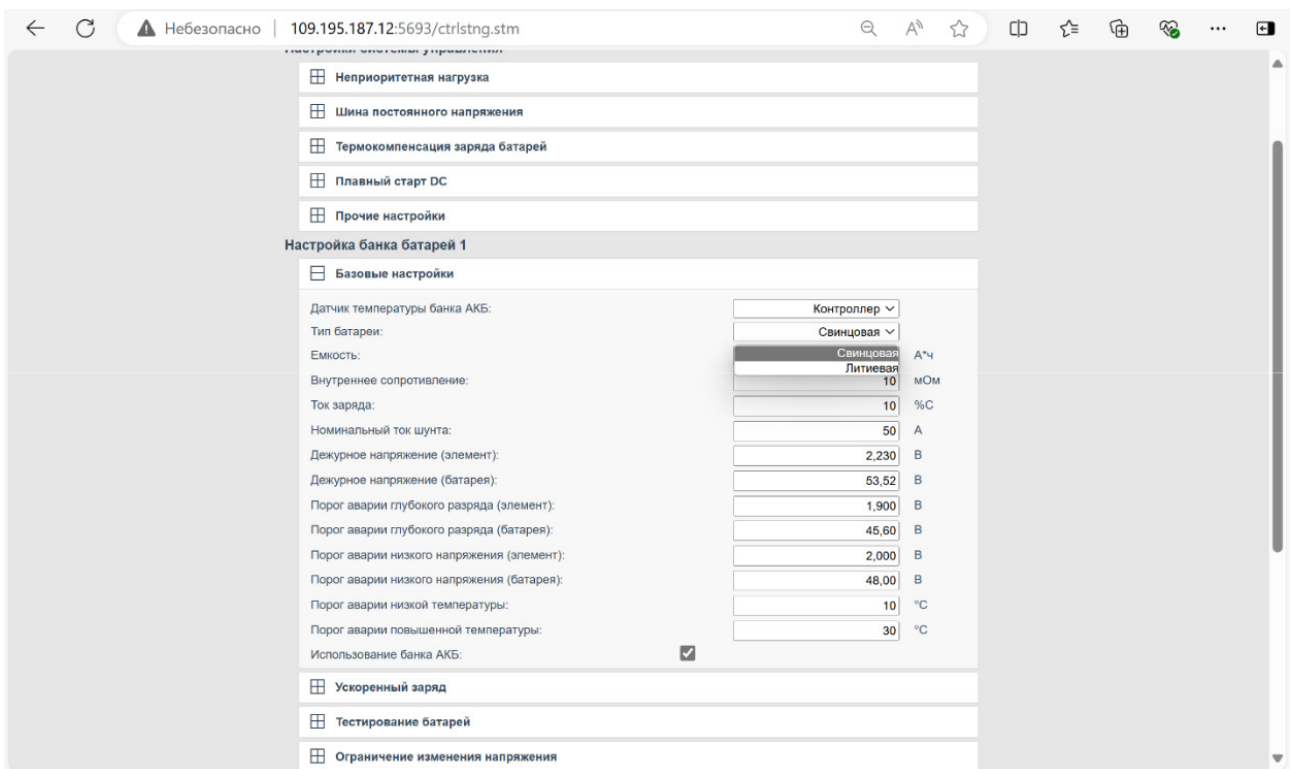 Небезопасно 109.195.187.12:5693/ctrlstng.stm
Настройки системы управления
Неприоритетная нагрузка
Шина постоянного напряжения
Термокомпенсация заряда батарей
Плавный старт DC
Прочие настройки
Настройка банка батарей 1
Базовые настройки
Датчик температуры банка АКБ: Контроллер
Тип батареи: Свинцовая
Емкость: Свинцовая А*ч
Литиевая
Внутреннее сопротивление: 10 мОм
Ток заряда: 10 %C
Номинальный ток шунта: 50 А
Дежурное напряжение (элемент): 2,230 В
Дежурное напряжение (батарея): 53,52 В
Порог аварии глубокого разряда (элемент): 1,900 В
Порог аварии глубокого разряда (батарея): 45,60 В
Порог аварии низкого напряжения (элемент): 2,000 В
Порог аварии низкого напряжения (батарея): 48,00 В
Порог аварии низкой температуры: 10 °C
Порог аварии повышенной температуры: 30 °C
Использование банка АКБ:
Ускоренный заряд
Тестирование батарей
Ограничение изменения напряжения